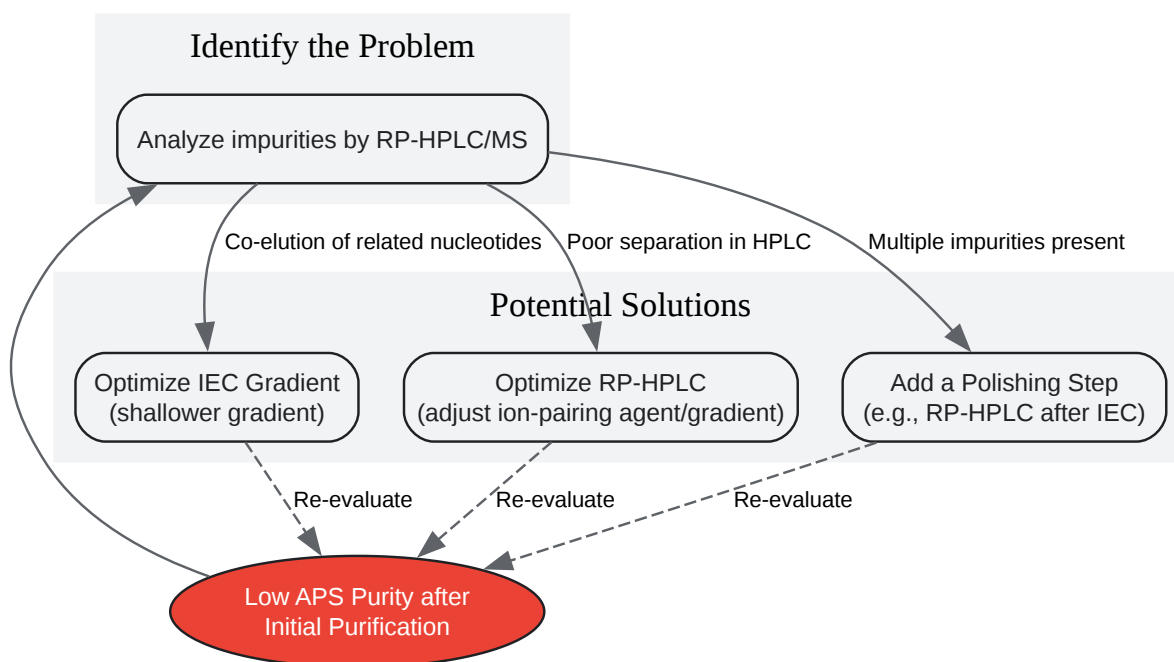 Identify the Problem
Analyze impurities by RP-HPLC/MS
Co-elution of related nucleotides
Poor separation in HPLC
Multiple impurities present
Potential Solutions
Optimize IEC Gradient
(shallower gradient)
Optimize RP-HPLC
(adjust ion-pairing agent/gradient)
Add a Polishing Step
(e.g., RP-HPLC after IEC)
Re-evaluate
Re-evaluate
Re-evaluate
Low APS Purity after
Initial Purification